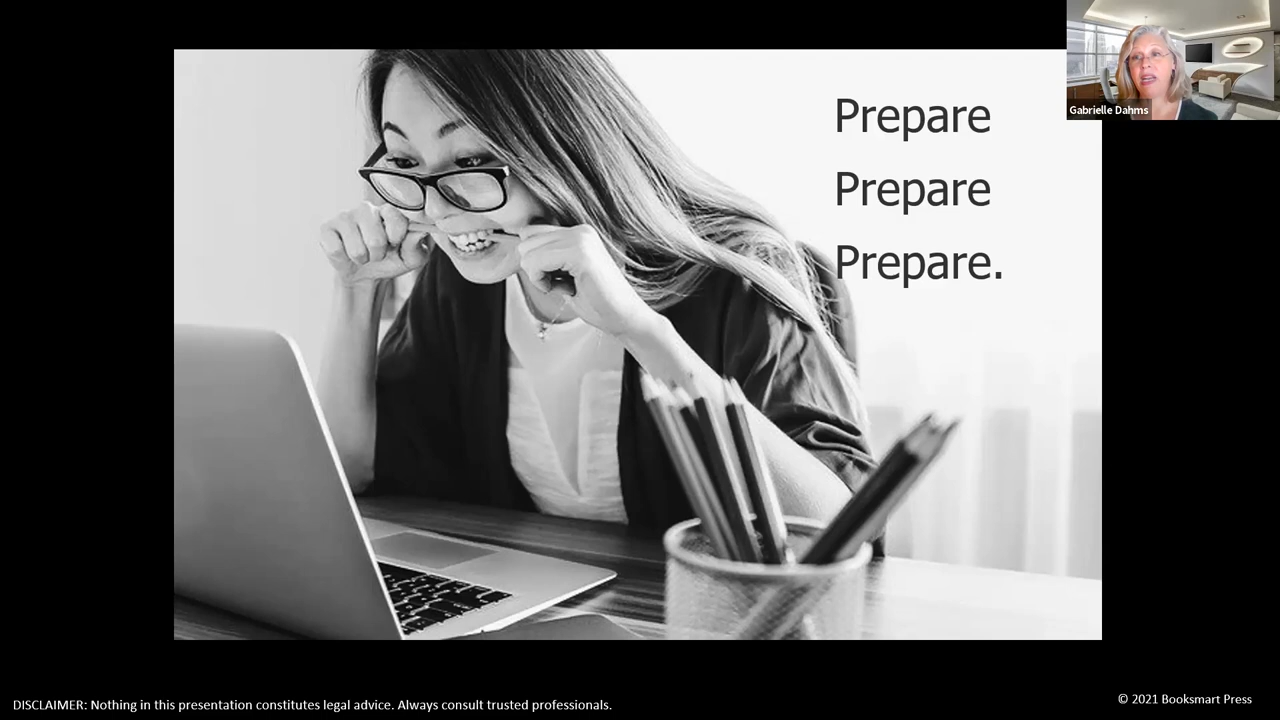 Prepare
Prepare
Prepare.
Gabrielle Dahms
DISCLAIMER: Nothing in this presentation constitutes legal advice. Always consult trusted professionals.
© 2021 Booksmart Press